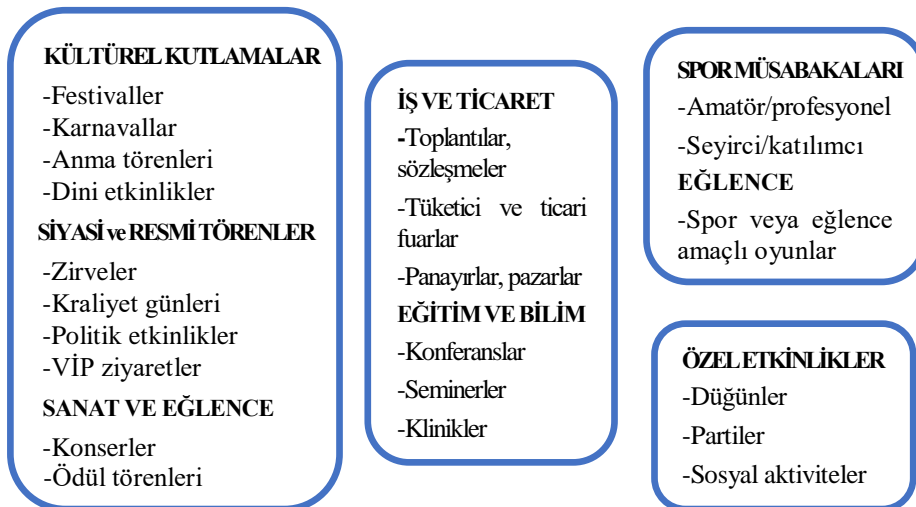 KÜLTÜREL KUTLAMALAR
-Festivaller
-Karnavallar
-Anma törenleri
-Dini etkinlikler
SİYASİ ve RESMİ TÖRENLER
-Zirveler
-Kraliyet günleri
-Politik etkinlikler
-VİP ziyaretler
SANAT VE EĞLENCE
-Konserler
-Ödül törenleri
İŞ VE TİCARET
-Toplantılar,
sözleşmeler
-Tüketici ve ticari
fuarlar
-Panayırlar, pazarlar
EĞİTİM VE BİLİM
-Konferanslar
-Seminerler
-Klinikler
SPOR MÜSABAKALARI
-Amatör/profesyonel
-Seyirci/katılımcı
EĞLENCE
-Spor veya eğlence
amaçlı oyunlar
ÖZEL ETKİNLİKLER
-Düğünler
-Partiler
-Sosyal aktiviteler